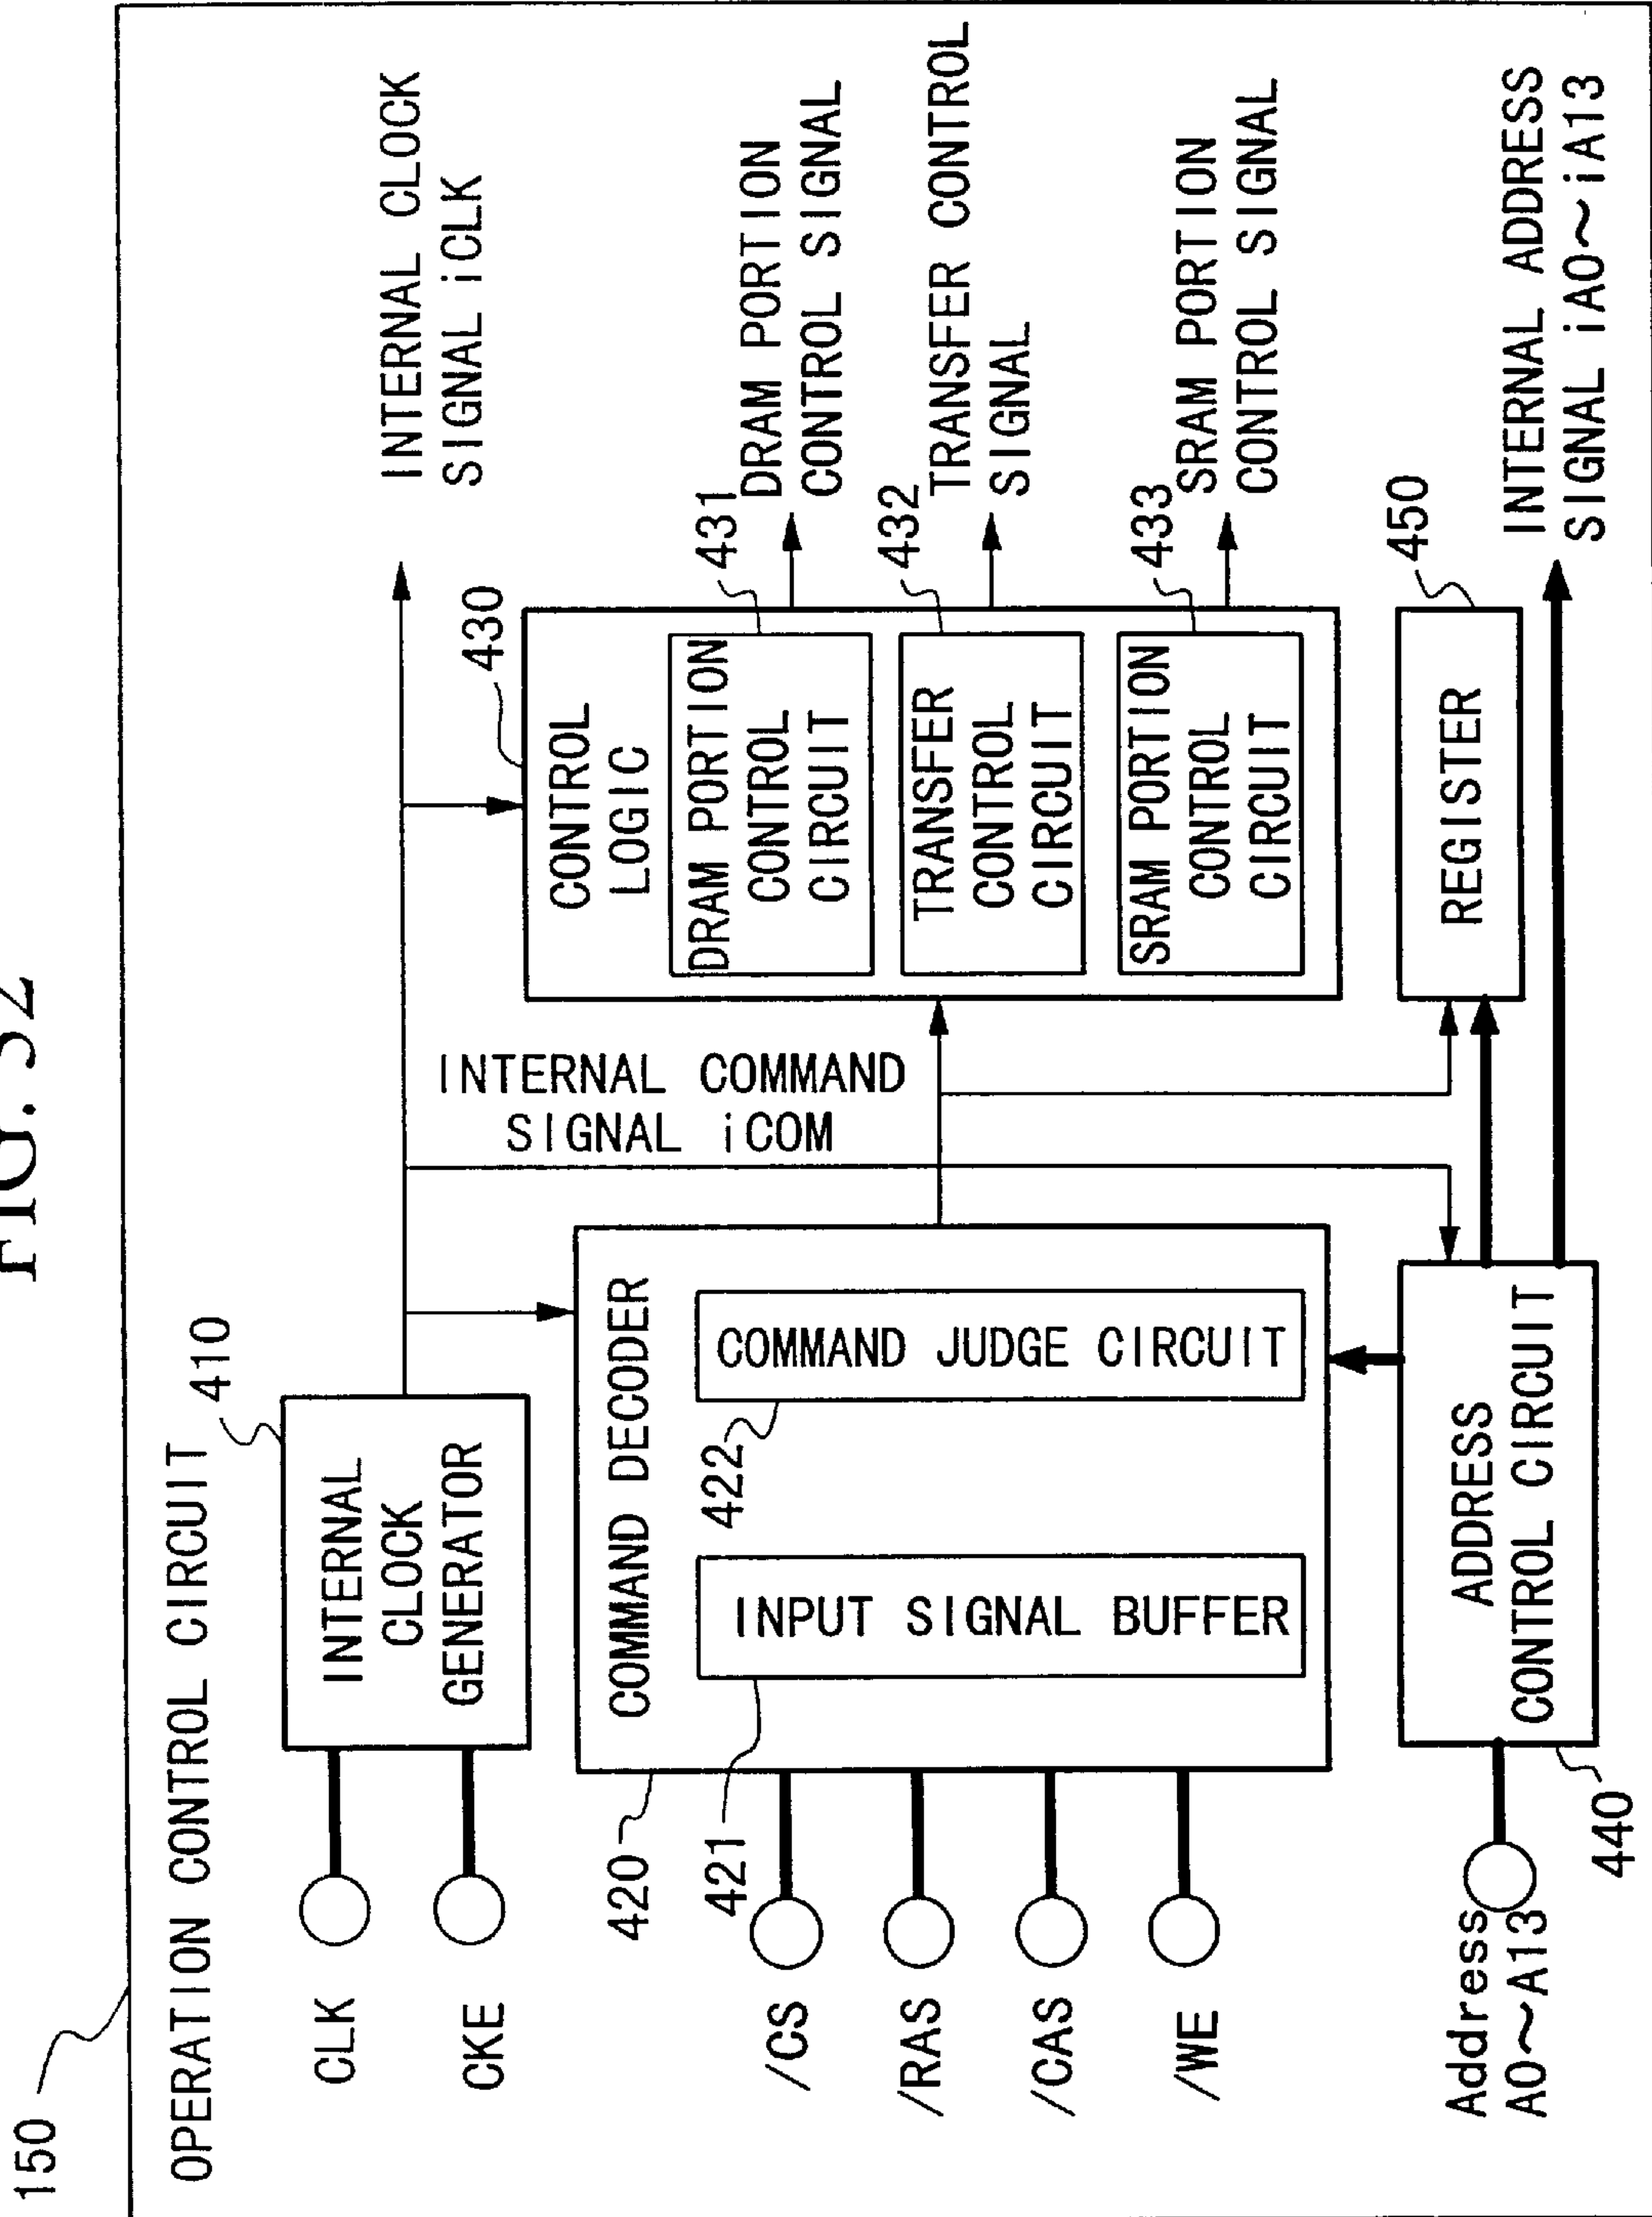 FIG. 32
150
OPERATION CONTROL CIRCUIT
410
CLK
CKE
INTERNAL
CLOCK
GENERATOR
INTERNAL CLOCK
SIGNAL iCLK
420
421
422
/CS
/RAS
/CAS
/WE
COMMAND DECODER
INPUT SIGNAL BUFFER
COMMAND JUDGE CIRCUIT
INTERNAL COMMAND
SIGNAL iCOM
430
CONTROL
LOGIC
431
DRAM PORTION
CONTROL
CIRCUIT
DRAM PORTION
CONTROL SIGNAL
432
TRANSFER
CONTROL
CIRCUIT
TRANSFER CONTROL
SIGNAL
433
SRAM PORTION
CONTROL
CIRCUIT
SRAM PORTION
CONTROL SIGNAL
Address
A0~A13
440
ADDRESS
CONTROL CIRCUIT
450
REGISTER
INTERNAL ADDRESS
SIGNAL iA0~iA13